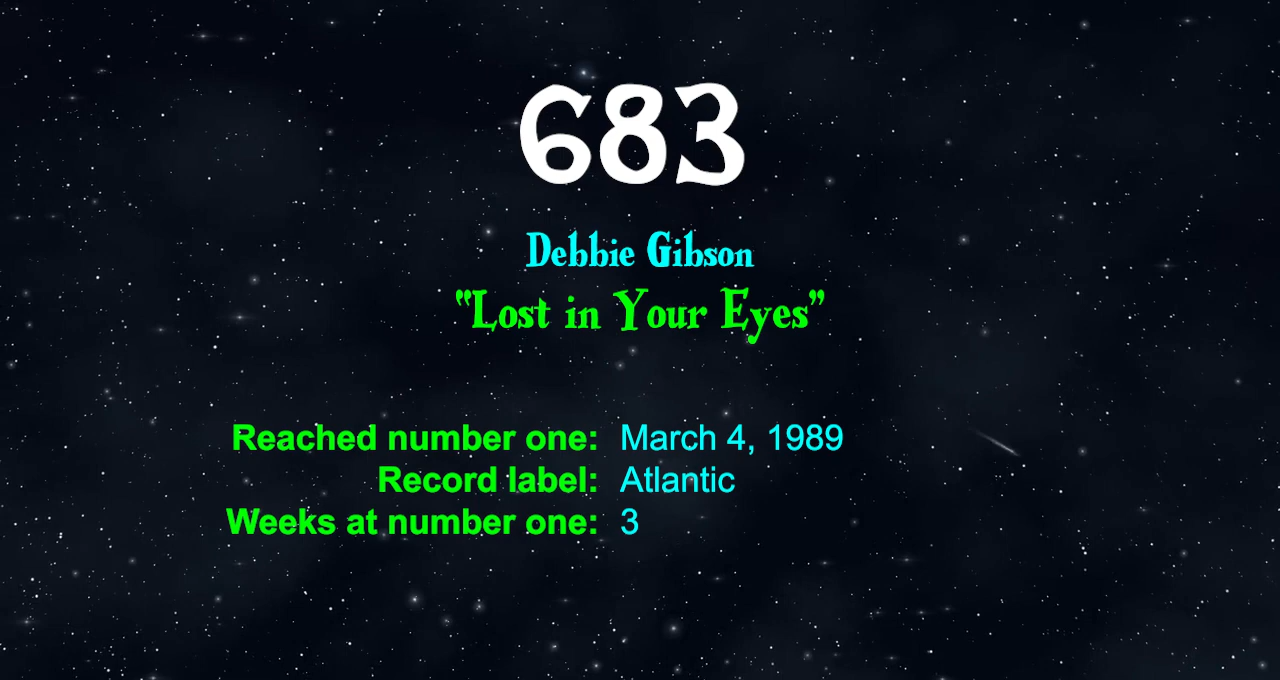 683
Debbie Gibson
"Lost in Your Eyes"
Reached number one: March 4, 1989
Record label: Atlantic
Weeks at number one: 3